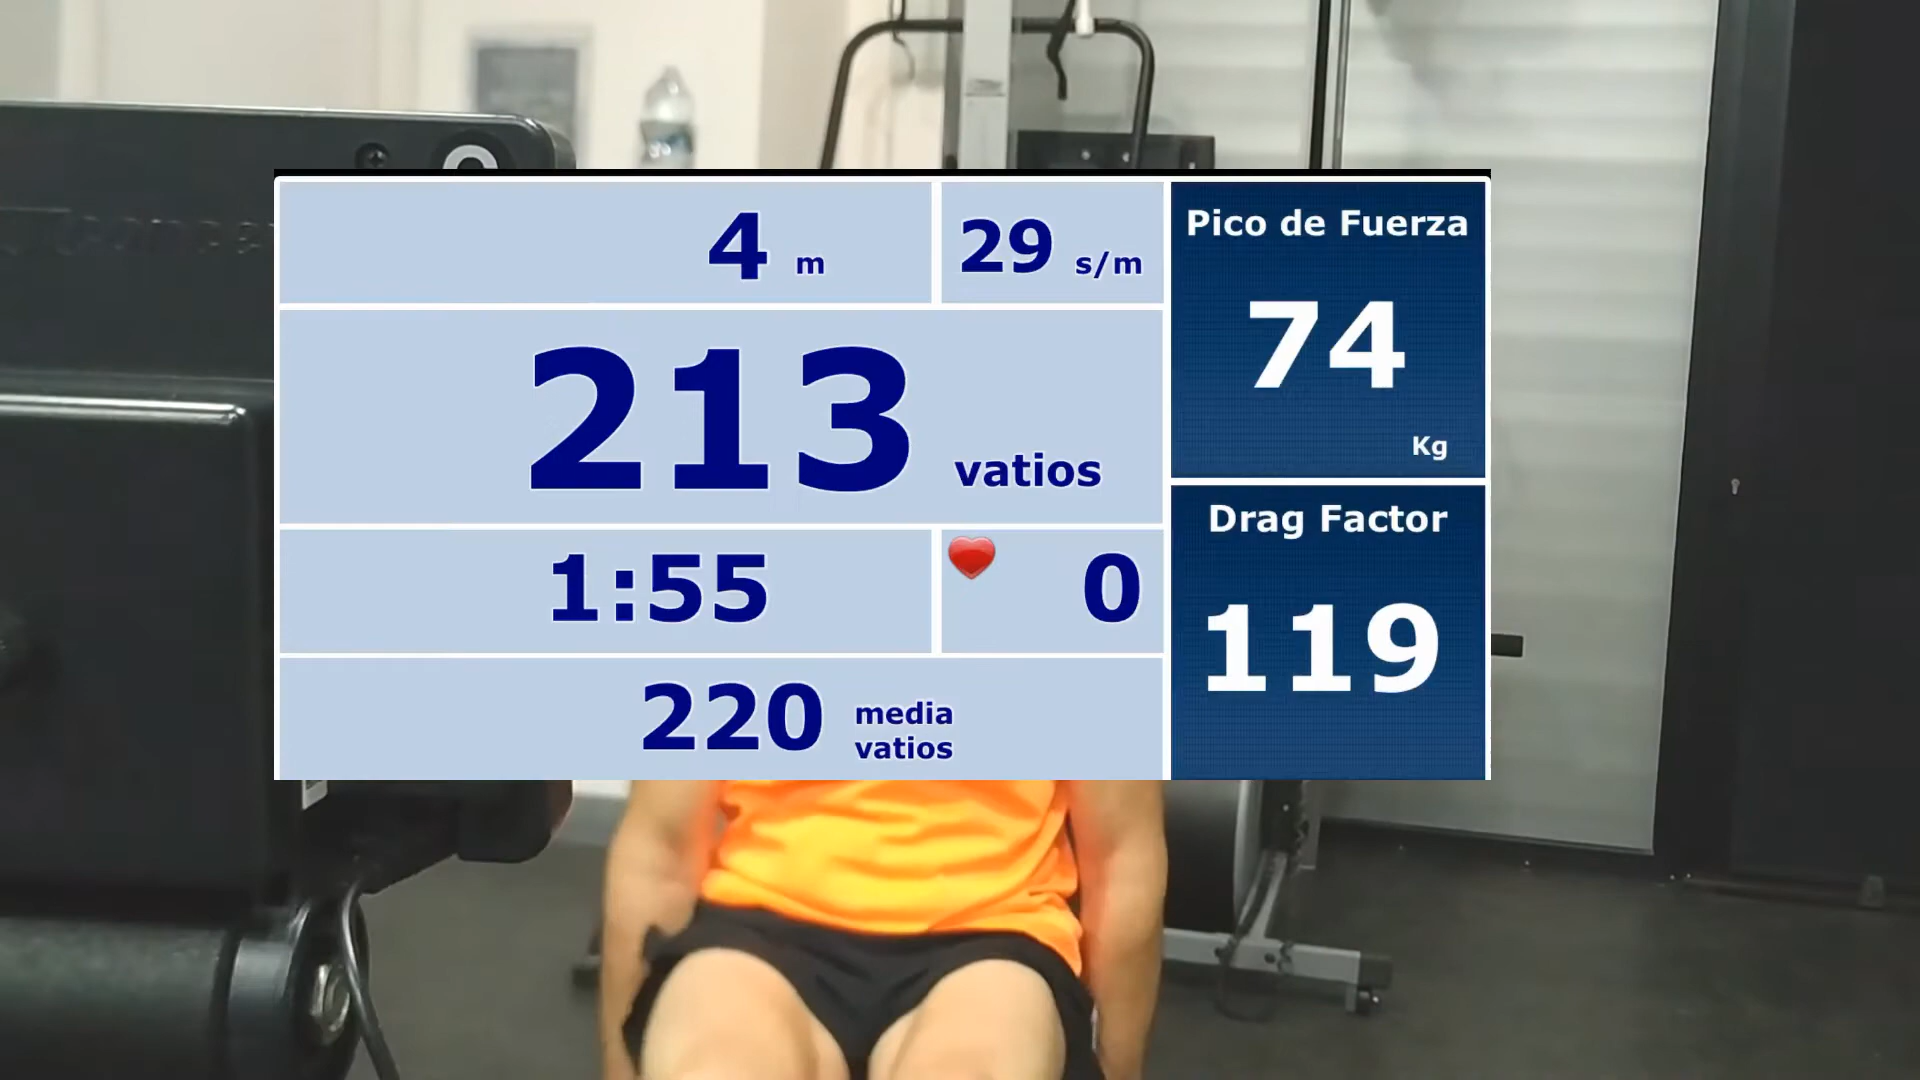 4 m
29 s/m
213 vatios
1:55
0
220 media
vatios
Pico de Fuerza
74
Kg
Drag Factor
119